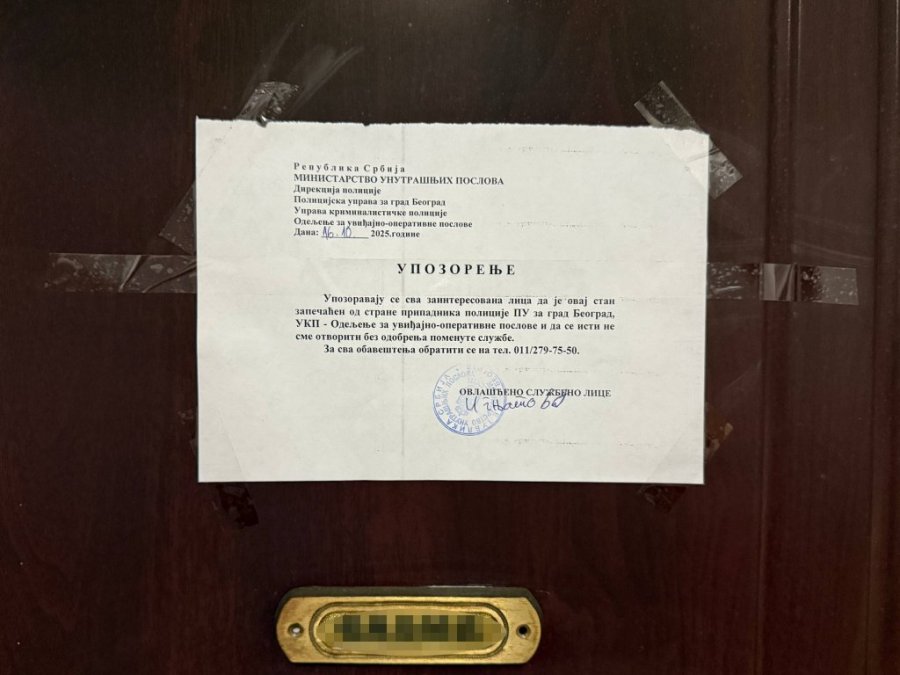 Република Србија
МИНИСТАРСТВО УНУТРАШЊИХ ПОСЛОВА
Дирекција полиције
Полицијска управа за град Београд
Управа криминалистичке полиције
Одељење за увиђајно-оперативне послове
Дана: 16.10. 2025.године
УПОЗОРЕЊЕ
Упозоравају се сва заинтересована лица да је овај стан
запечаћен од стране припадника полиције ПУ за град Београд,
УКП - Одељење за увиђајно-оперативне послове и да се исти не
сме отворити без одобрења поменуте службе.
За сва обавештења обратити се на тел. 011/279-75-50.
ОВЛАШЋЕНО СЛУЖБЕНО ЛИЦЕ